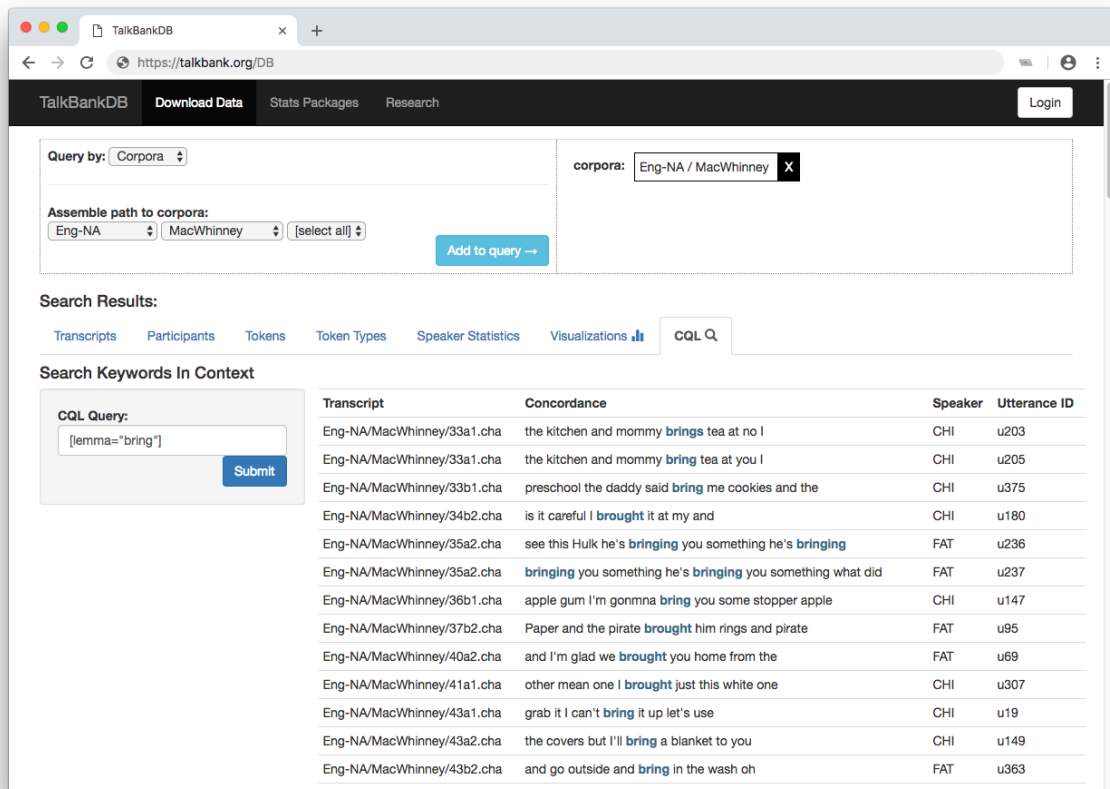 TalkBankDB
https://talkbank.org/DB
TalkBankDB Download Data Stats Packages Research Login
Query by: Corpora
corpora: Eng-NA / MacWhinney X
Assemble path to corpora:
Eng-NA MacWhinney [select all]
Add to query →
Search Results:
Transcripts Participants Tokens Token Types Speaker Statistics Visualizations CQL
Search Keywords In Context
CQL Query:
[lemma="bring"]
Submit
Transcript Concordance Speaker Utterance ID
Eng-NA/MacWhinney/33a1.cha the kitchen and mommy brings tea at no I CHI u203
Eng-NA/MacWhinney/33a1.cha the kitchen and mommy bring tea at you I CHI u205
Eng-NA/MacWhinney/33b1.cha preschool the daddy said bring me cookies and the CHI u375
Eng-NA/MacWhinney/34b2.cha is it careful I brought it at my and CHI u180
Eng-NA/MacWhinney/35a2.cha see this Hulk he's bringing you something he's bringing FAT u236
Eng-NA/MacWhinney/35a2.cha bringing you something he's bringing you something what did FAT u237
Eng-NA/MacWhinney/36b1.cha apple gum I'm gonmna bring you some stopper apple CHI u147
Eng-NA/MacWhinney/37b2.cha Paper and the pirate brought him rings and pirate FAT u95
Eng-NA/MacWhinney/40a2.cha and I'm glad we brought you home from the FAT u69
Eng-NA/MacWhinney/41a1.cha other mean one I brought just this white one CHI u307
Eng-NA/MacWhinney/43a1.cha grab it I can't bring it up let's use CHI u19
Eng-NA/MacWhinney/43a2.cha the covers but I'll bring a blanket to you CHI u149
Eng-NA/MacWhinney/43b2.cha and go outside and bring in the wash oh FAT u363